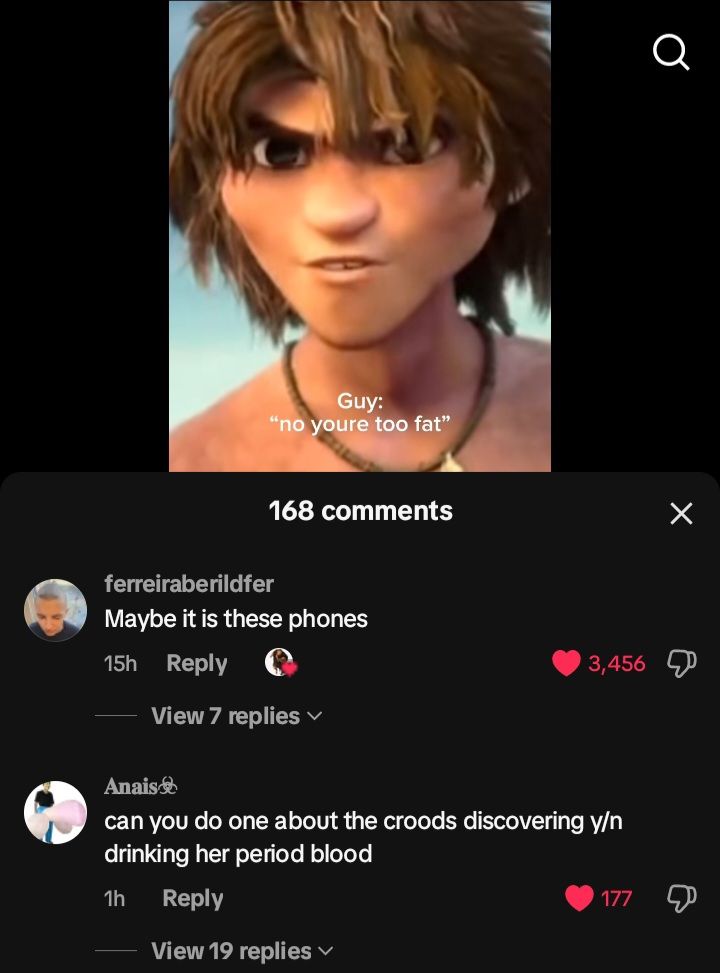 Guy:
“no youre too fat”
168 comments
ferreiraberildfer
Maybe it is these phones
15h Reply 3,456
View 7 replies
Anais☣
can you do one about the croods discovering y/n
drinking her period blood
1h Reply 177
View 19 replies